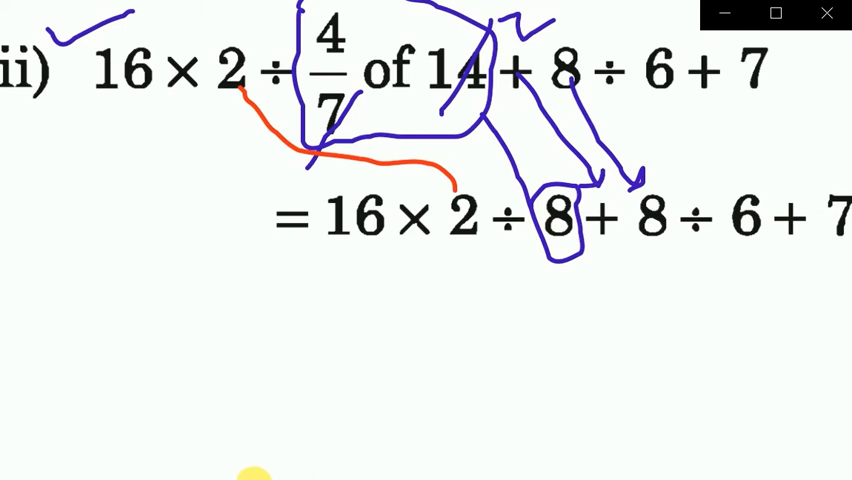 ii) 16 × 2 ÷ 4/7 of 14 + 8 ÷ 6 + 7
= 16 × 2 ÷ 8 + 8 ÷ 6 + 7